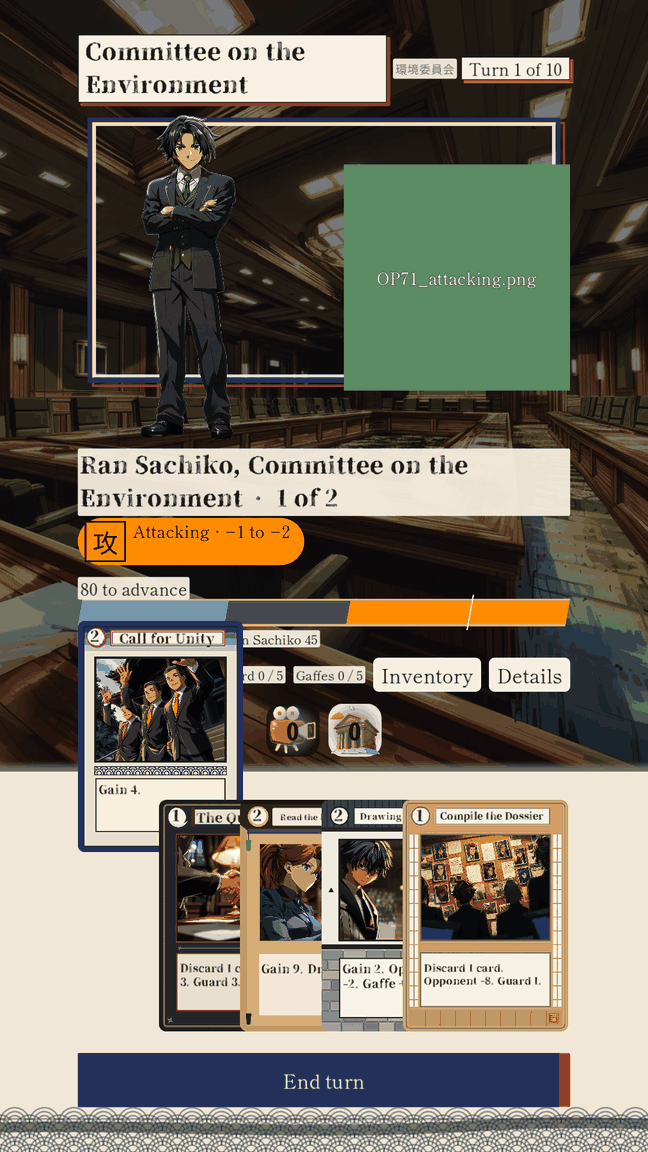 Committee on the
Environment
環境委員会
Turn 1 of 10
OP71_attacking.png
Ran Sachiko, Committee on the
Environment · 1 of 2
攻
Attacking · −1 to −2
80 to advance
Sachiko 45
0 / 5
Gaffes 0 / 5
Inventory
Details
0
0
2
Call for Unity
Gain 4.
1
The
Discard 1
3. Guard 3.
2
Read the
Gain 9.
2
Drawing
Gain 2.
-2. Gaffe
1
Compile the Dossier
Discard 1 card.
Opponent -8. Guard 1.
End turn